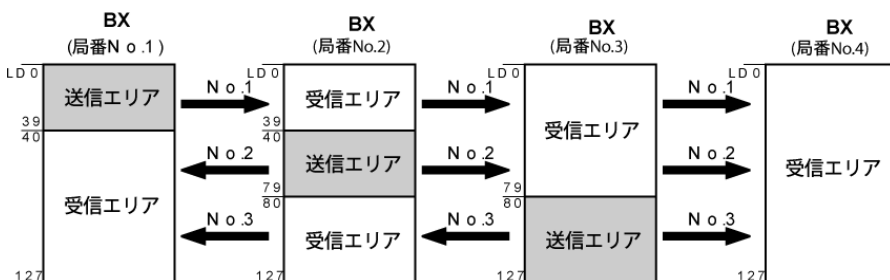 BX
(局番No.1)
LD0
送信エリア
39
40
受信エリア
127
No.1
No.2
No.3
BX
(局番No.2)
LD0
受信エリア
39
40
送信エリア
79
80
受信エリア
127
No.1
No.2
No.3
BX
(局番No.3)
LD0
受信エリア
79
80
送信エリア
127
No.1
No.2
No.3
BX
(局番No.4)
LD0
受信エリア
127